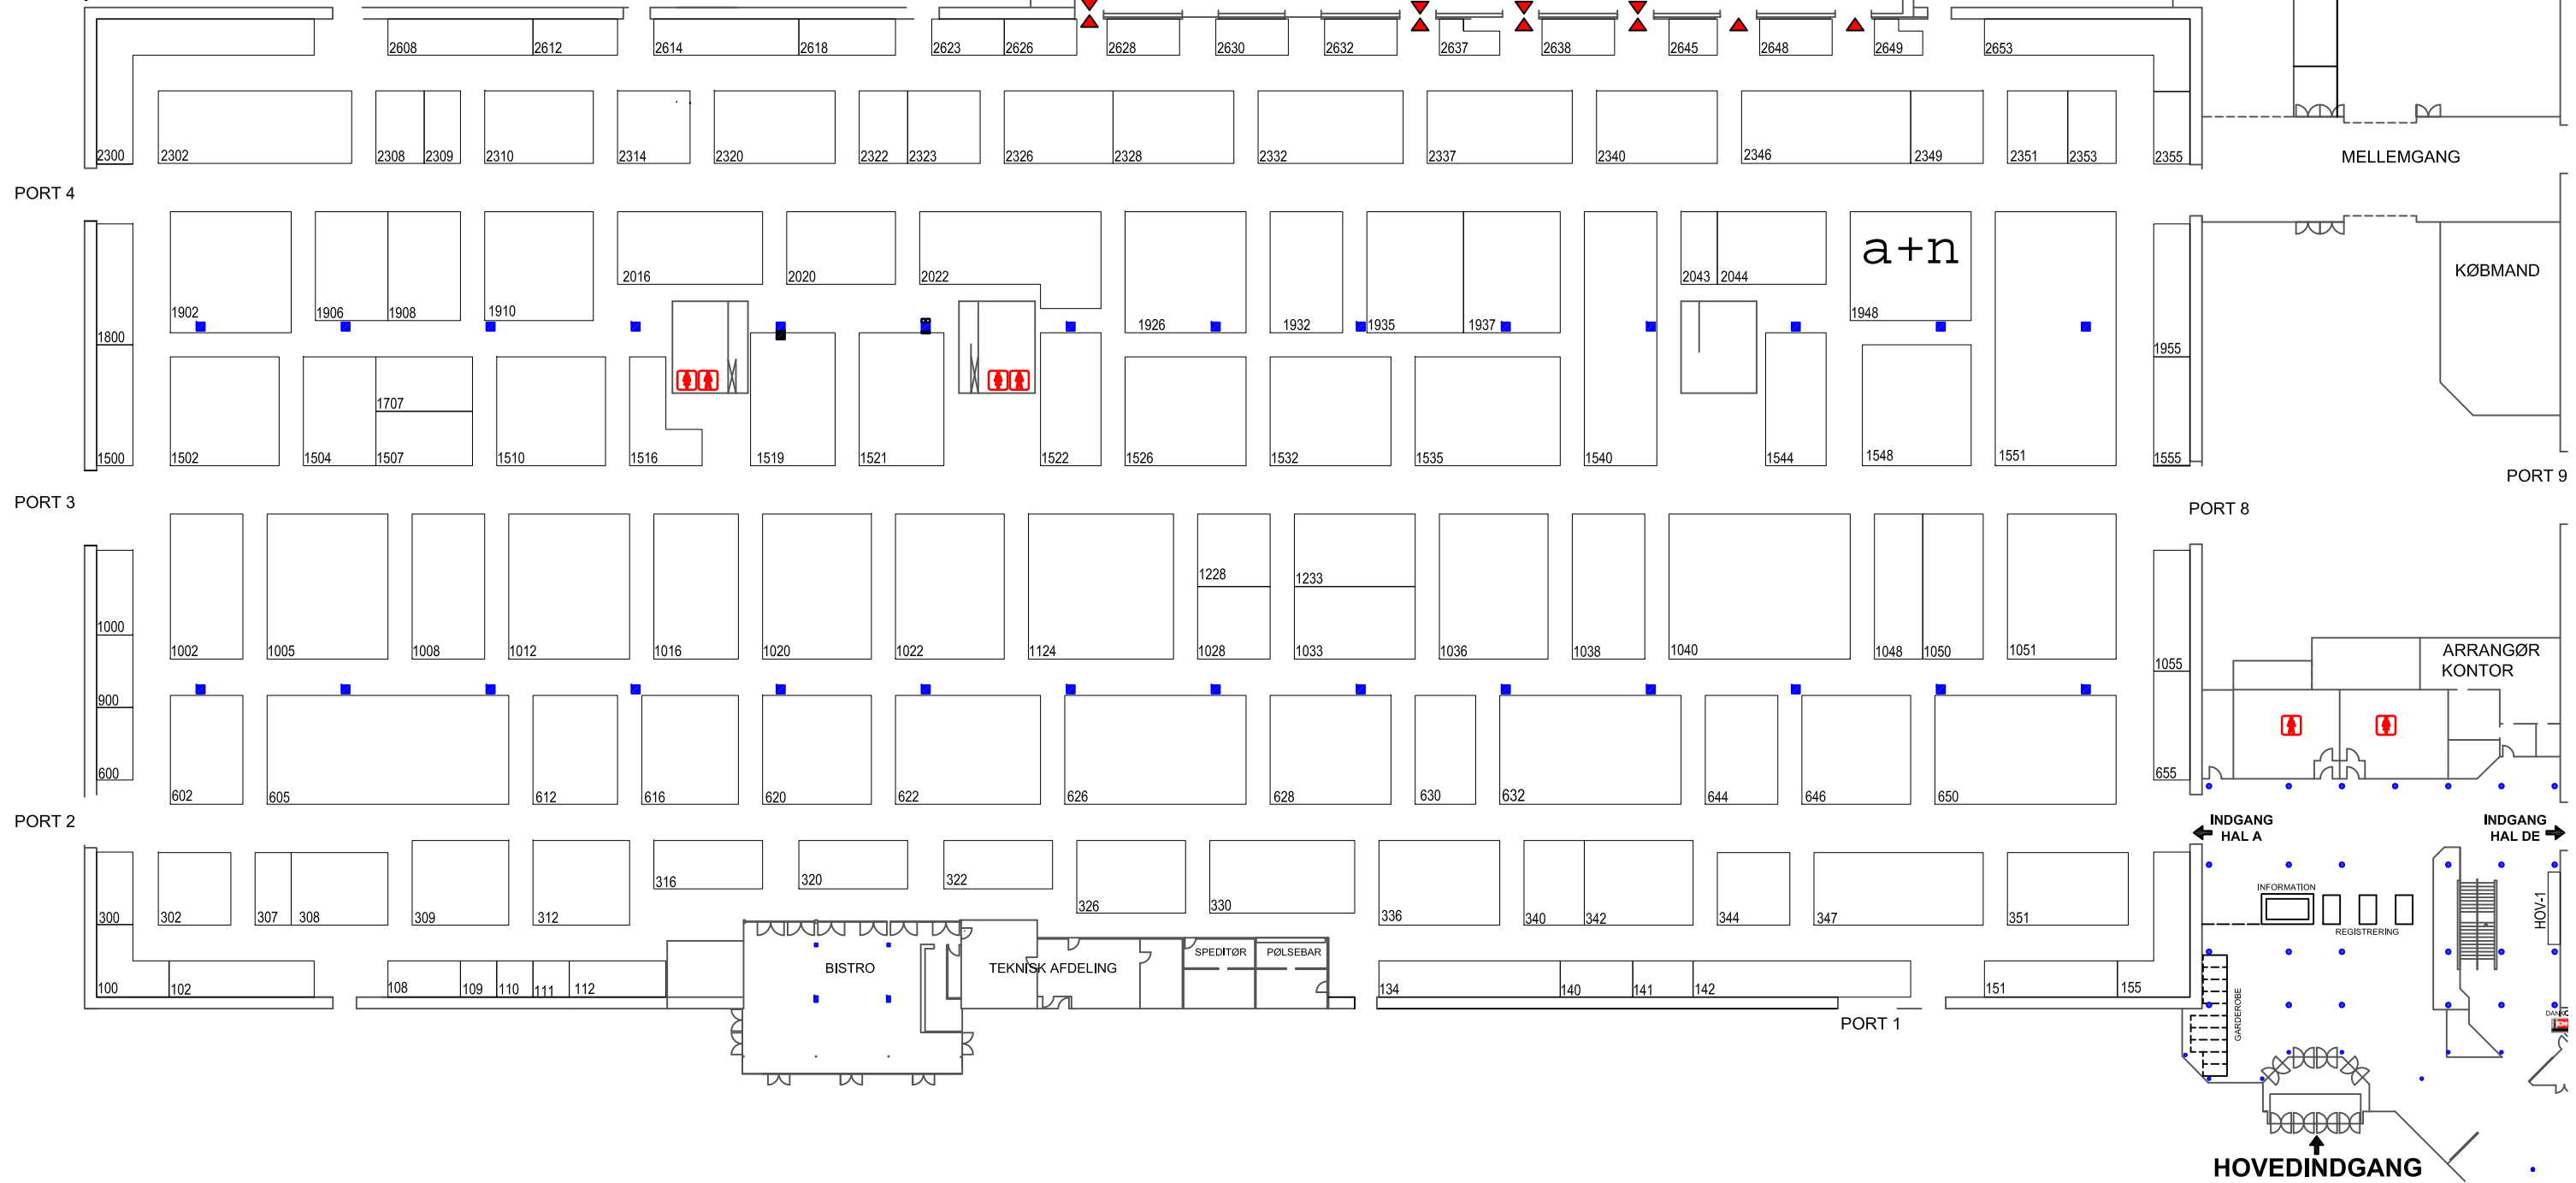 2608 2612 2614 2618 2623 2626 2628 2630 2632 2637 2638 2645 2648 2649 2653
2300 2302 2308 2309 2310 2314 2320 2322 2323 2326 2328 2332 2337 2340 2346 2349 2351 2353 2355
MELLEMGANG
PORT 4
a+n
KØBMAND
2016 2020 2022 2043 2044
1902 1906 1908 1910 1926 1932 1935 1937 1948
1800 1955
1707
1500 1502 1504 1507 1510 1516 1519 1521 1522 1526 1532 1535 1540 1544 1548 1551 1555
PORT 9
PORT 3
PORT 8
1228 1233
1000
1002 1005 1008 1012 1016 1020 1022 1124 1028 1033 1036 1038 1040 1048 1050 1051
1055
ARRANGØR
KONTOR
900
600
655
602 605 612 616 620 622 626 628 630 632 644 646 650
PORT 2
INDGANG
HAL A
INDGANG
HAL DE
316 320 322
326 330
300 302 307 308 309 312 336 340 342 344 347 351
INFORMATION
REGISTRERING
HOV-1
SPEDITØR PØLSEBAR
BISTRO TEKNISK AFDELING
100 102 108 109 110 111 112 134 140 141 142 151 155
GARDEROBE
PORT 1
HOVEDINDGANG